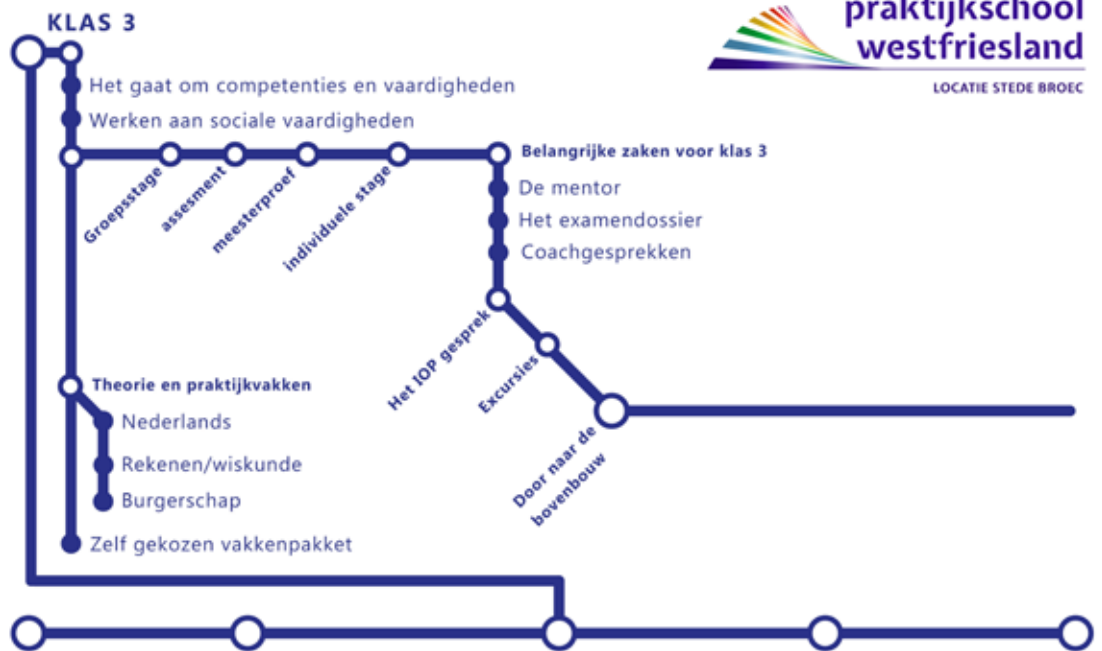 KLAS 3
praktijkschool
westfriesland
LOCATIE STEDE BROEC
Het gaat om competenties en vaardigheden
Werken aan sociale vaardigheden
Groepsstage
assesment
meesterproef
individuele stage
Belangrijke zaken voor klas 3
De mentor
Het examendossier
Coachgesprekken
Het IOP gesprek
Excursies
Door naar de
bovenbouw
Theorie en praktijkvakken
Nederlands
Rekenen/wiskunde
Burgerschap
Zelf gekozen vakkenpakket